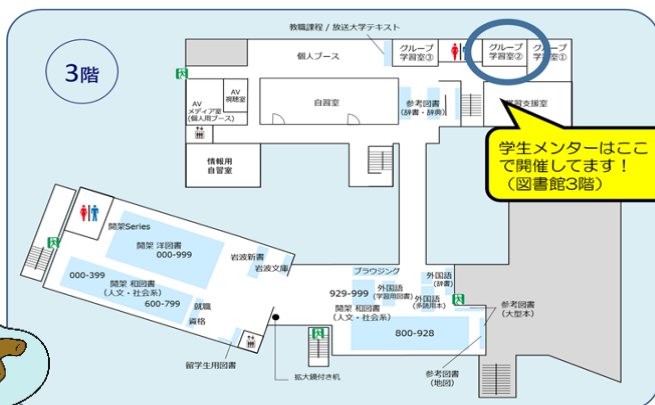 3階
教職課程 / 放送大学テキスト
個人ブース
グループ
学習室③
グループ
学習室②
グループ
学習室①
AV
視聴室
AV
メディア室
(個人用ブース)
自習室
参考図書
(辞書・辞典)
学習支援室
学生メンターはここ
で開催してます！
（図書館3階）
情報用
自習室
開架Series
開架 洋図書
000-999
岩波新書
岩波文庫
000-399
開架 和図書
(人文・社会系)
600-799
就職
資格
留学生用図書
拡大鏡付き机
ブラウジング
929-999
外国語
(学習用図書)
外国語
(辞書)
外国語
(多読用本)
開架 和図書
(人文・社会系)
800-928
参考図書
(大型本)
参考図書
(地図)